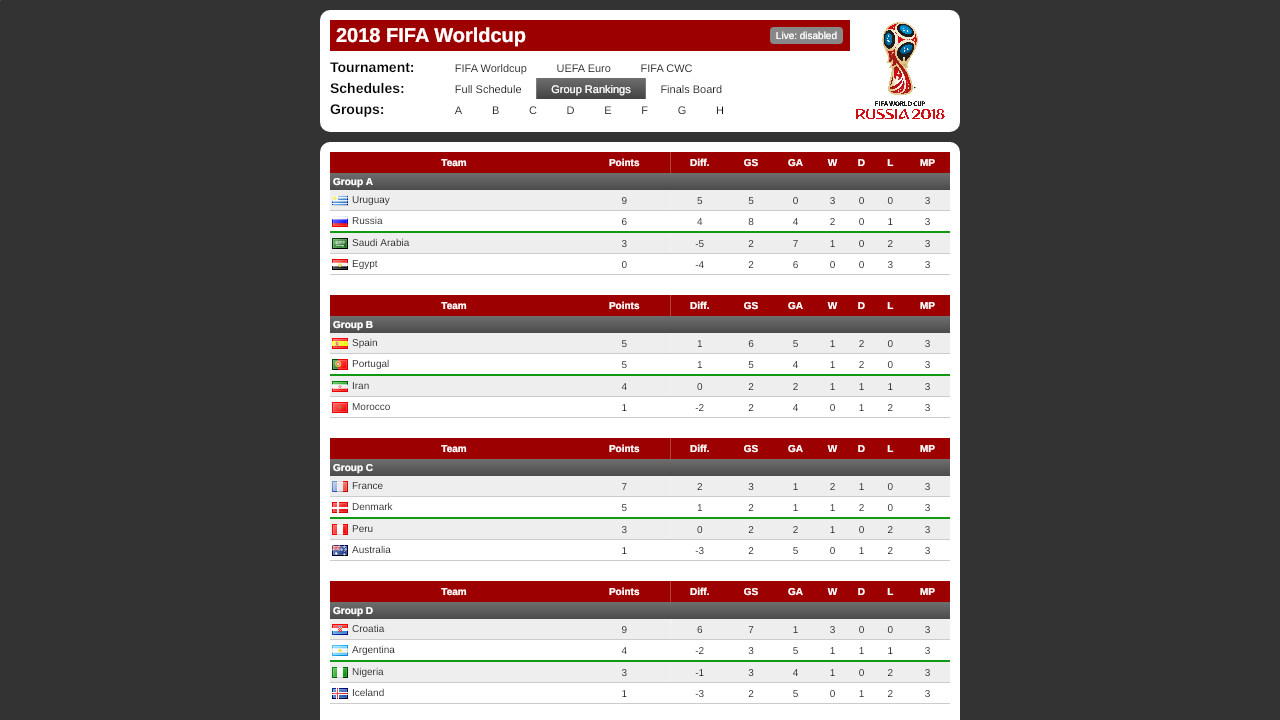 2018 FIFA Worldcup Live: disabled
Tournament: FIFA Worldcup UEFA Euro FIFA CWC
Schedules: Full Schedule Group Rankings Finals Board
Groups: A B C D E F G H
FIFA WORLD CUP
RUSSIA 2018
Team Points Diff. GS GA W D L MP
Group A
Uruguay 9 5 5 0 3 0 0 3
Russia 6 4 8 4 2 0 1 3
Saudi Arabia 3 -5 2 7 1 0 2 3
Egypt 0 -4 2 6 0 0 3 3
Team Points Diff. GS GA W D L MP
Group B
Spain 5 1 6 5 1 2 0 3
Portugal 5 1 5 4 1 2 0 3
Iran 4 0 2 2 1 1 1 3
Morocco 1 -2 2 4 0 1 2 3
Team Points Diff. GS GA W D L MP
Group C
France 7 2 3 1 2 1 0 3
Denmark 5 1 2 1 1 2 0 3
Peru 3 0 2 2 1 0 2 3
Australia 1 -3 2 5 0 1 2 3
Team Points Diff. GS GA W D L MP
Group D
Croatia 9 6 7 1 3 0 0 3
Argentina 4 -2 3 5 1 1 1 3
Nigeria 3 -1 3 4 1 0 2 3
Iceland 1 -3 2 5 0 1 2 3